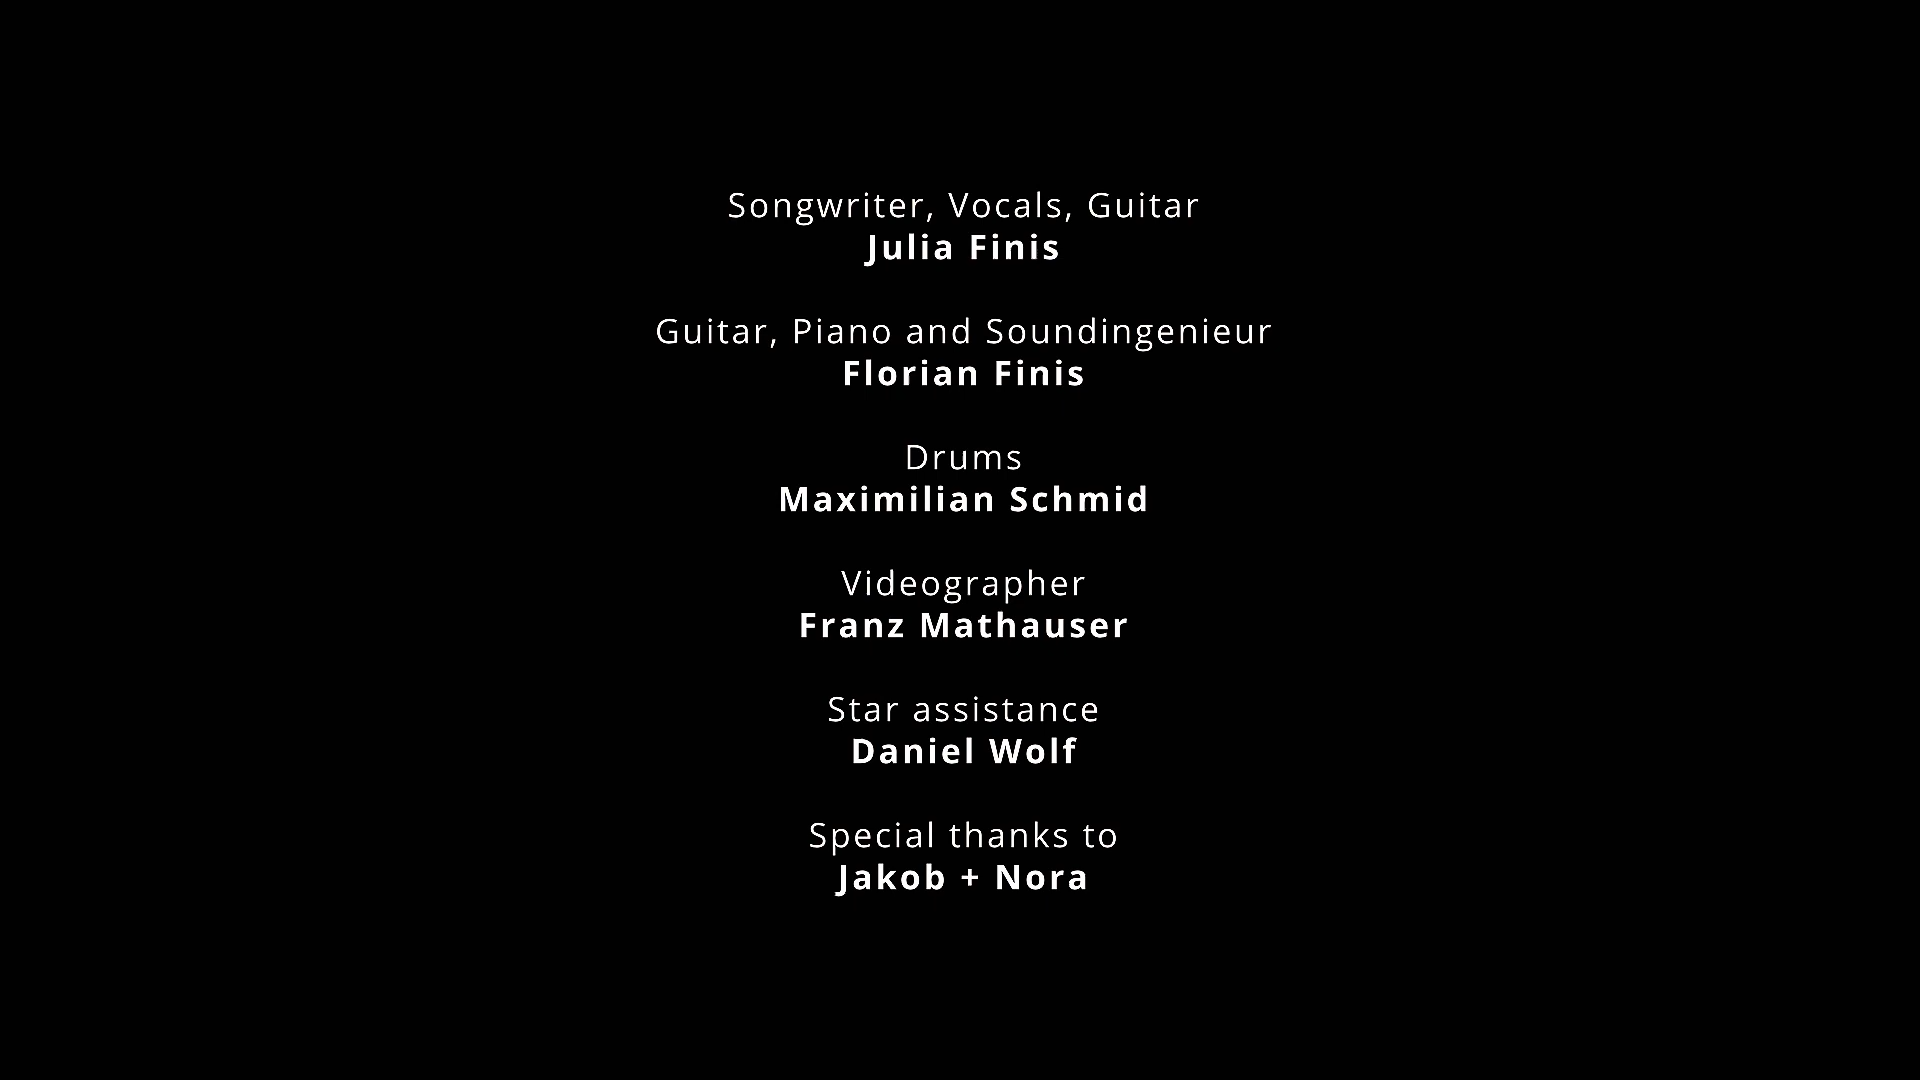 Songwriter, Vocals, Guitar
Julia Finis
Guitar, Piano and Soundingenieur
Florian Finis
Drums
Maximilian Schmid
Videographer
Franz Mathauser
Star assistance
Daniel Wolf
Special thanks to
Jakob + Nora